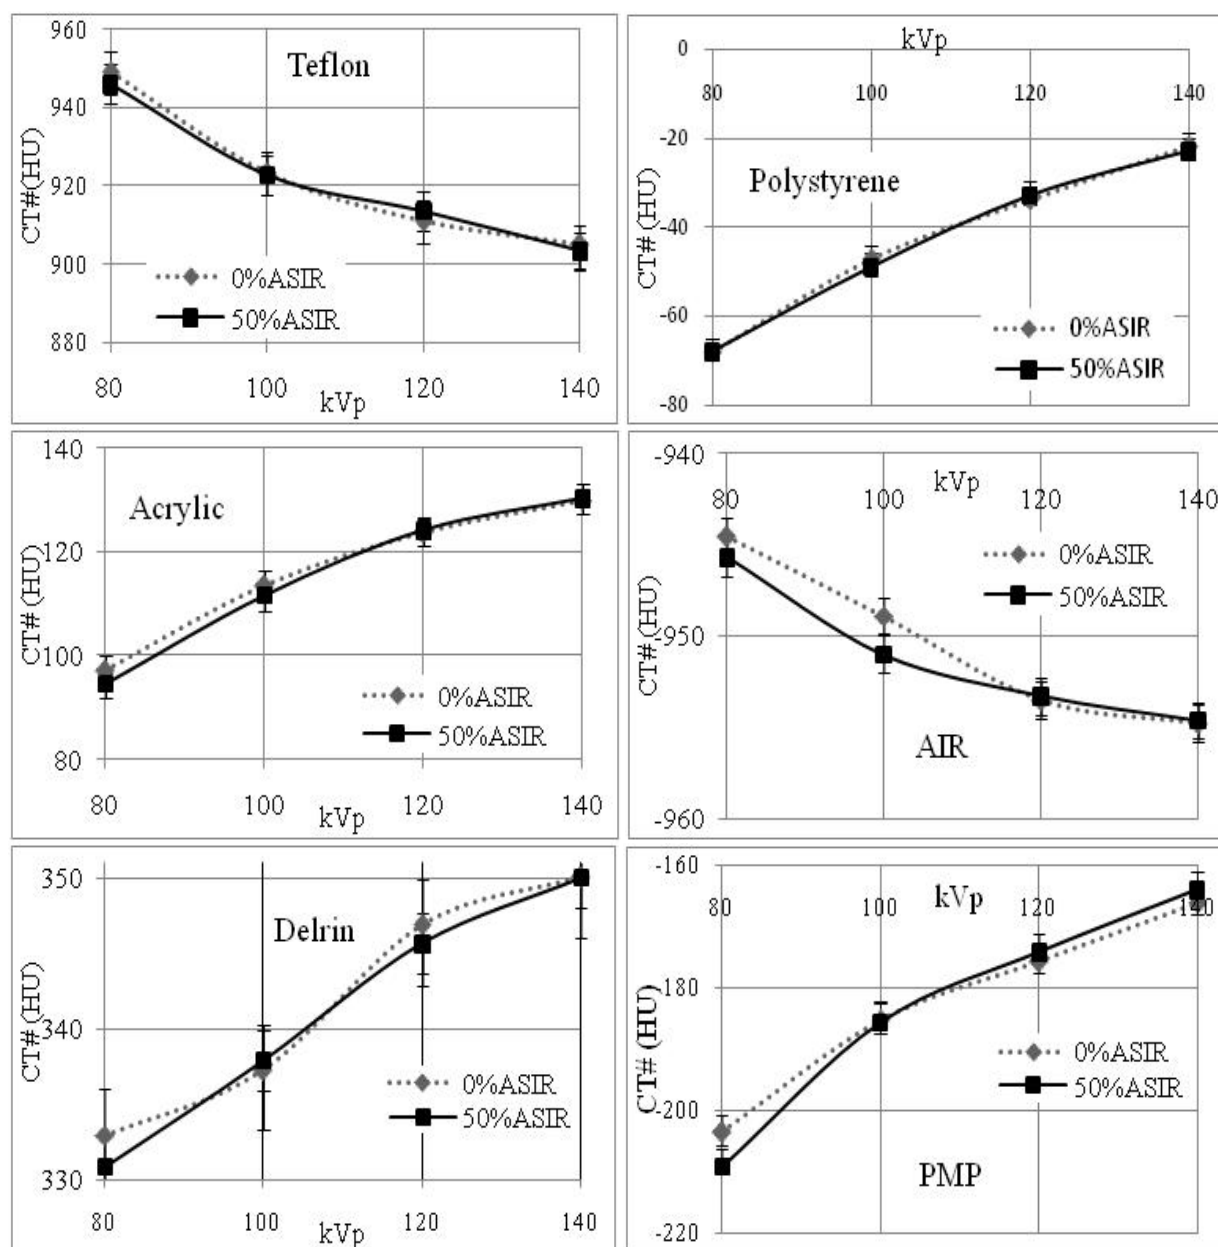 960
940
920
900
880
CT#(HU)
Teflon
0%ASIR
50%ASIR
80
100
120
140
kVp
kVp
0
-20
-40
-60
-80
CT# (HU)
80
100
120
140
Polystyrene
0%ASIR
50%ASIR
140
120
100
80
CT# (HU)
Acrylic
0%ASIR
50%ASIR
80
100
120
140
kVp
-940
-950
-960
CT# (HU)
kVp
80
100
120
140
0%ASIR
50%ASIR
AIR
350
340
330
CT# (HU)
Delrin
0%ASIR
50%ASIR
80
100
120
140
kVp
-160
-180
-200
-220
CT# (HU)
kVp
80
100
120
140
0%ASIR
50%ASIR
PMP